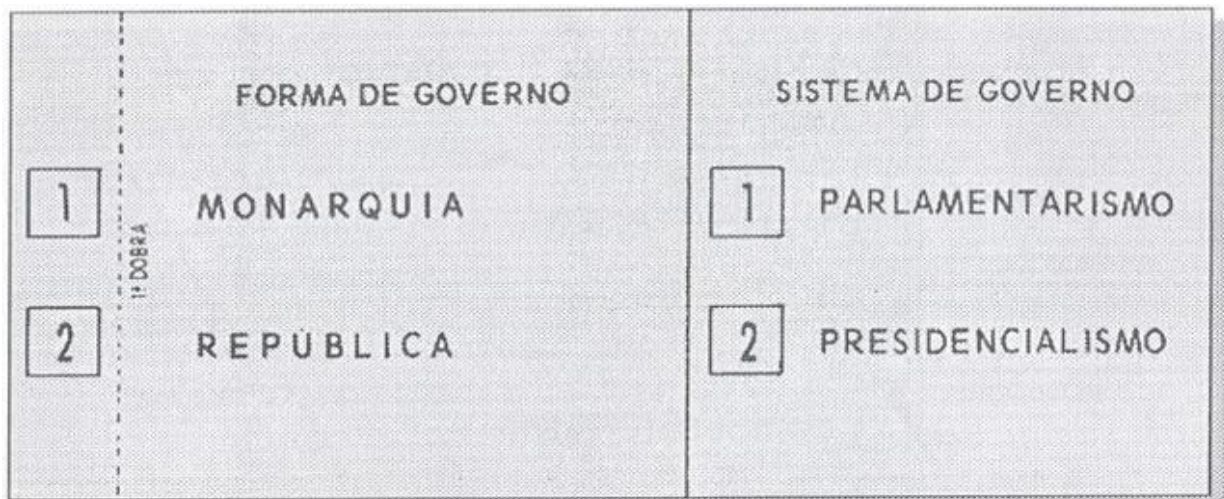 FORMA DE GOVERNO
1 MONARQUIA
1ª DOBRA
2 REPÚBLICA
SISTEMA DE GOVERNO
1 PARLAMENTARISMO
2 PRESIDENCIALISMO